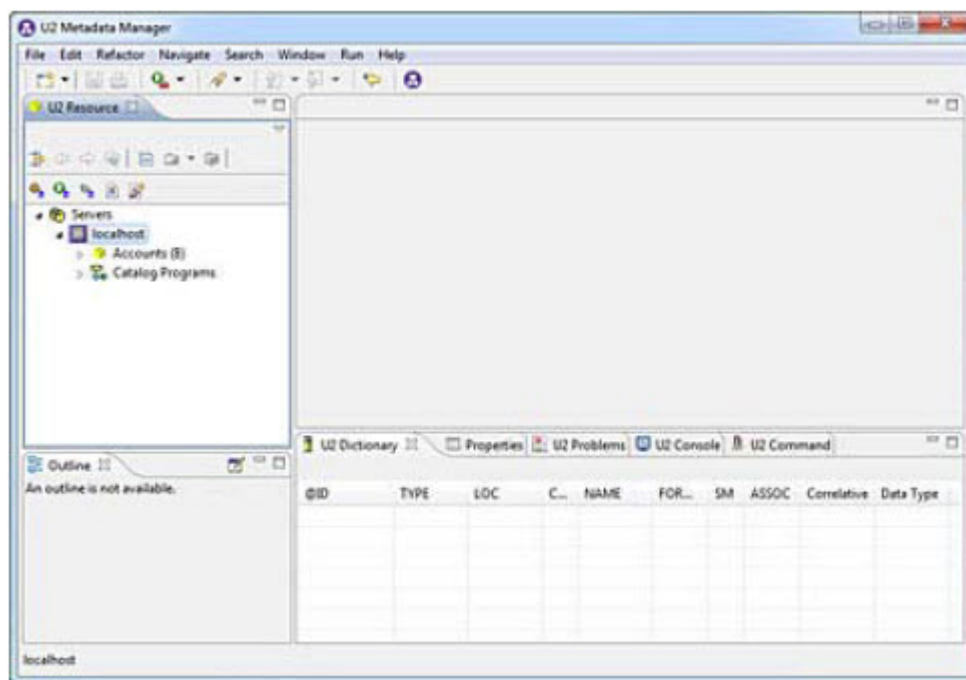 U2 Metadata Manager
File Edit Refactor Navigate Search Window Run Help
U2 Resource
Servers
localhost
Accounts (8)
Catalog Programs
Outline
An outline is not available.
U2 Dictionary Properties U2 Problems U2 Console U2 Command
@ID TYPE LOC C... NAME FOR... SM ASSOC Correlative Data Type
localhost